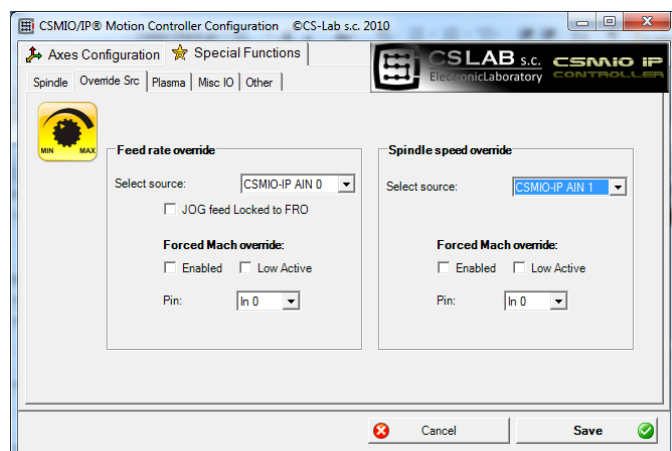 CSMIO/IP® Motion Controller Configuration ©CS-Lab s.c. 2010
Axes Configuration Special Functions
CSLAB s.c.
ElectronicLaboratory
CSMIO IP
CONTROLLER
Spindle Override Src Plasma Misc IO Other
MIN MAX
Feed rate override
Select source: CSMIO-IP AIN 0
JOG feed Locked to FRO
Forced Mach override:
Enabled Low Active
Pin: In 0
Spindle speed override
Select source: CSMIO-IP AIN 1
Forced Mach override:
Enabled Low Active
Pin: In 0
Cancel Save